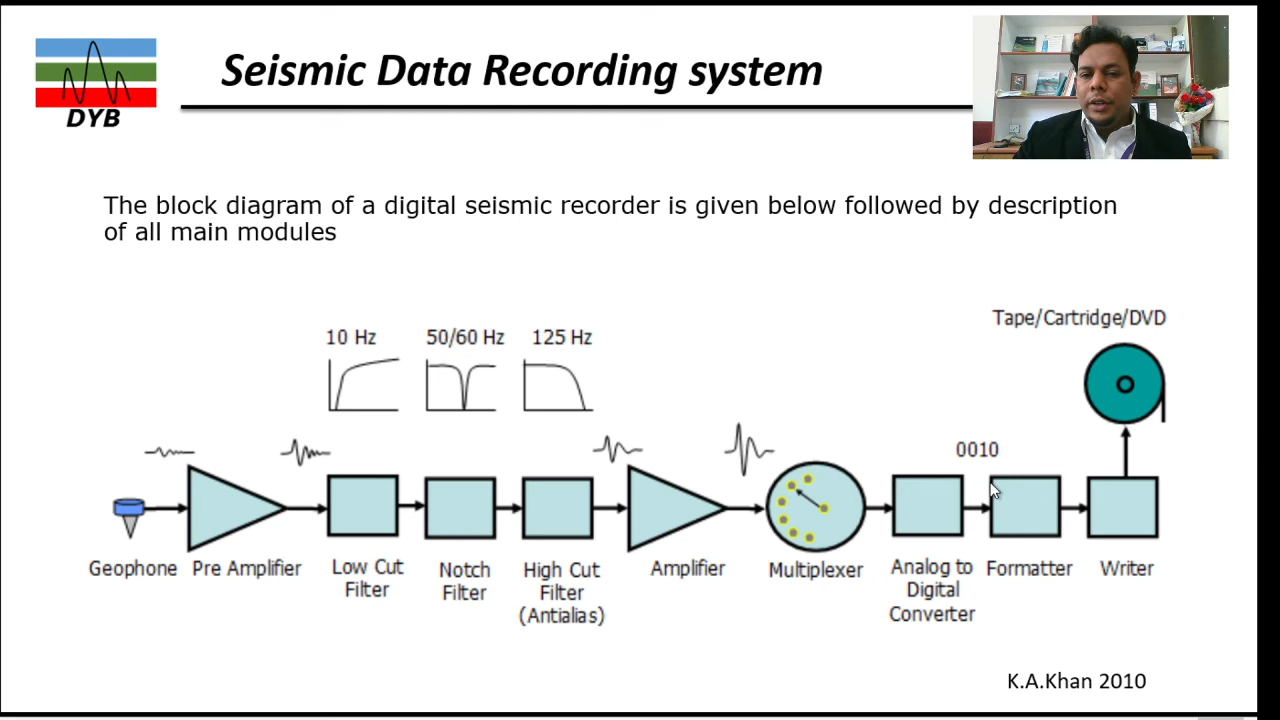 DYB
Seismic Data Recording system
The block diagram of a digital seismic recorder is given below followed by description
of all main modules
Tape/Cartridge/DVD
10 Hz
50/60 Hz
125 Hz
0010
Geophone
Pre Amplifier
Low Cut
Filter
Notch
Filter
High Cut
Filter
(Antialias)
Amplifier
Multiplexer
Analog to
Digital
Converter
Formatter
Writer
K.A.Khan 2010